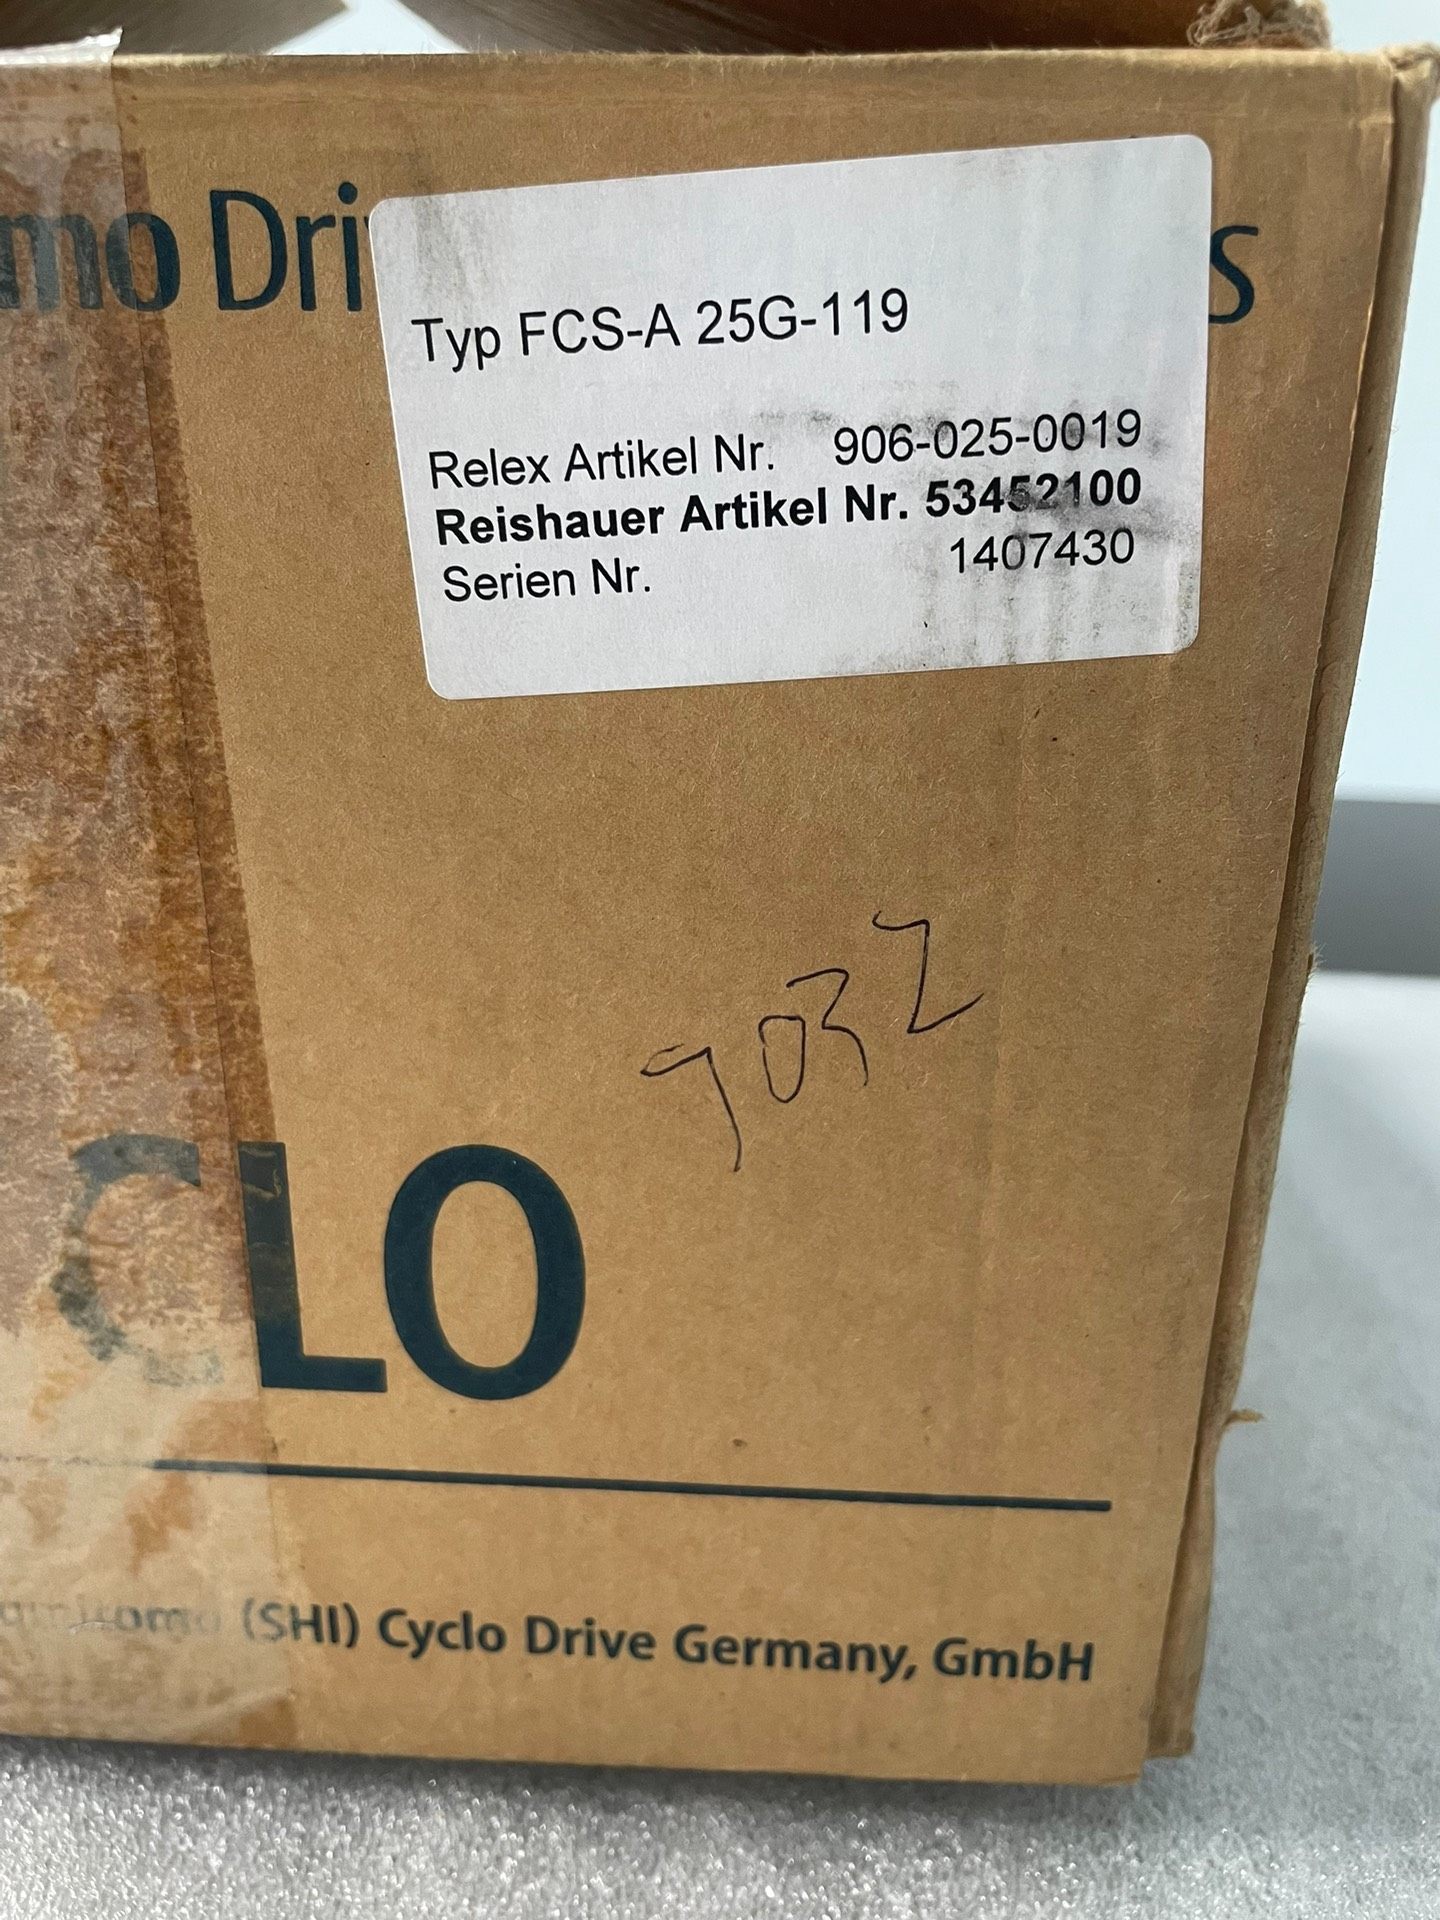 mo Dri s
Typ FCS-A 25G-119
Relex Artikel Nr. 906-025-0019
Reishauer Artikel Nr. 53452100
Serien Nr. 1407430
9032
CLO
(SHI) Cyclo Drive Germany, GmbH